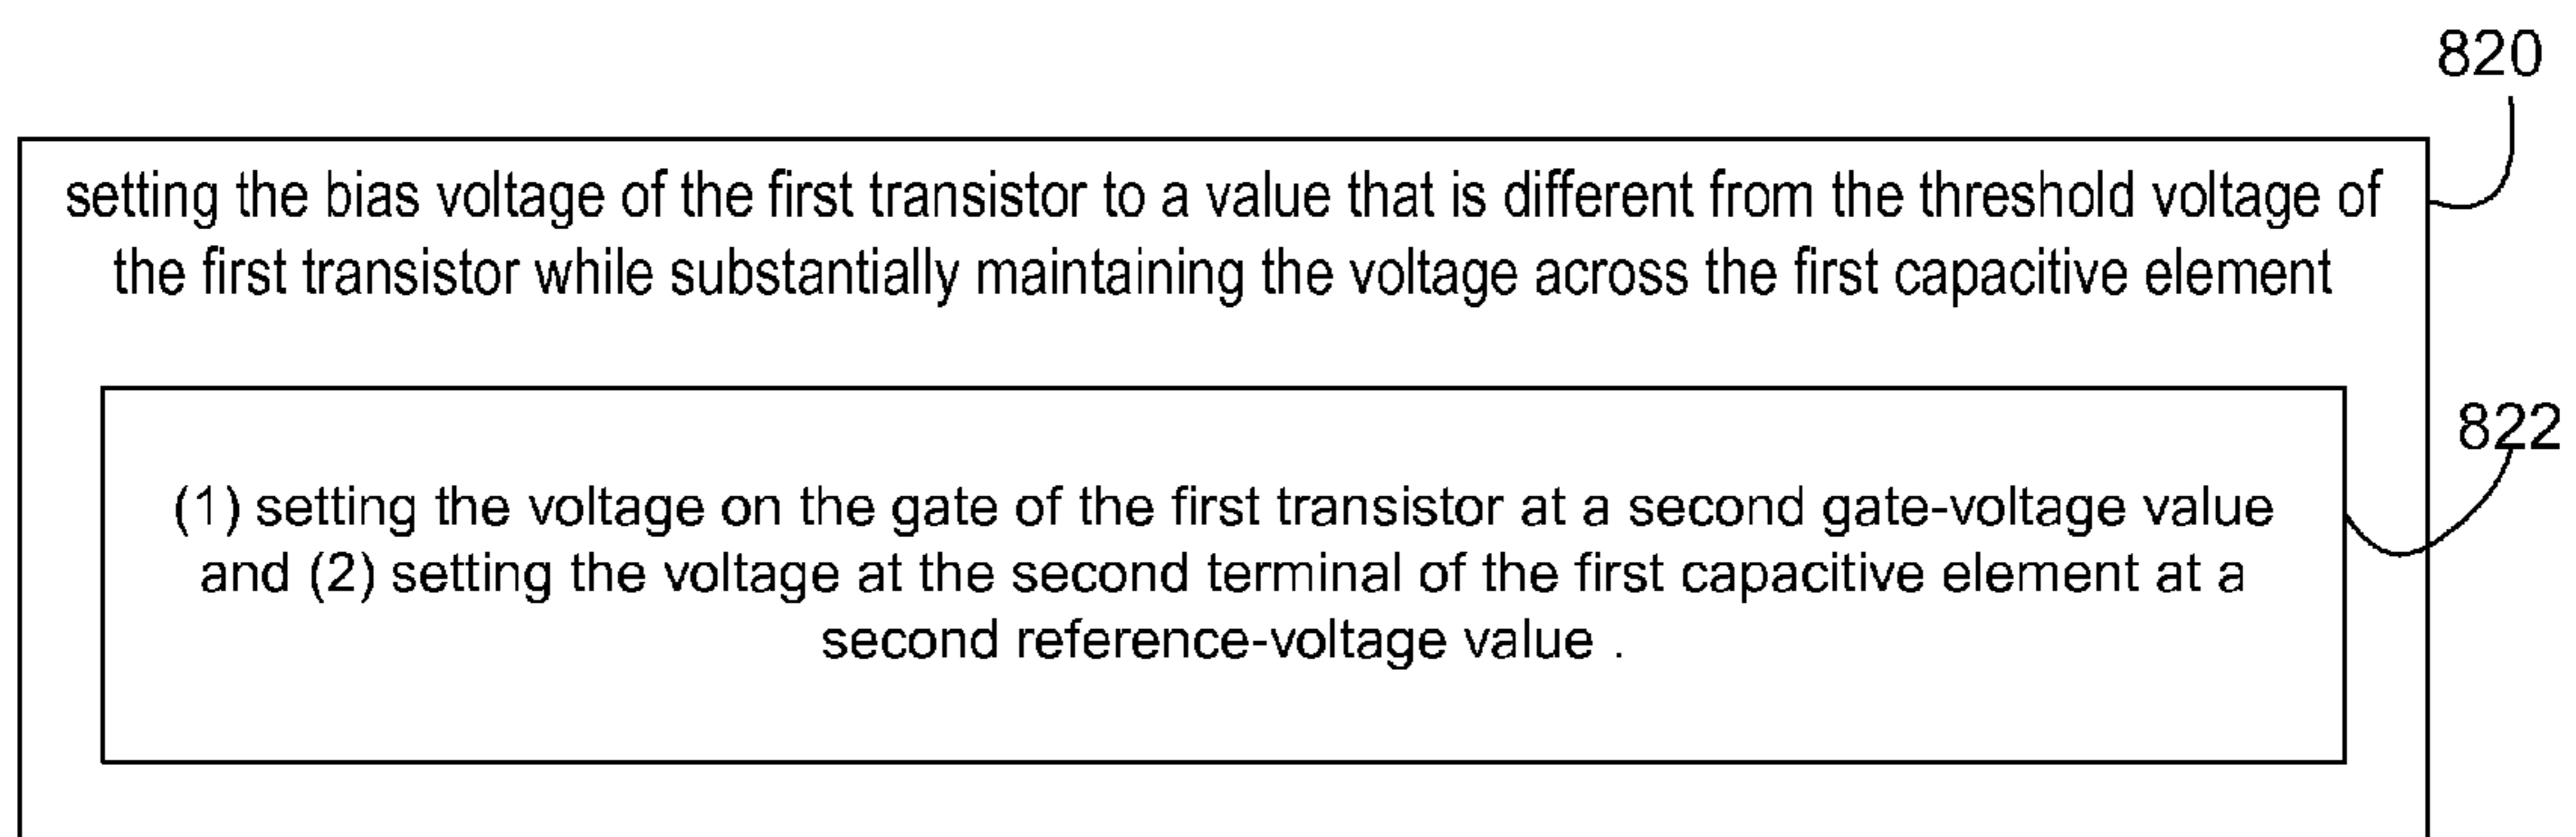 820
setting the bias voltage of the first transistor to a value that is different from the threshold voltage of
the first transistor while substantially maintaining the voltage across the first capacitive element
822
(1) setting the voltage on the gate of the first transistor at a second gate-voltage value
and (2) setting the voltage at the second terminal of the first capacitive element at a
second reference-voltage value .